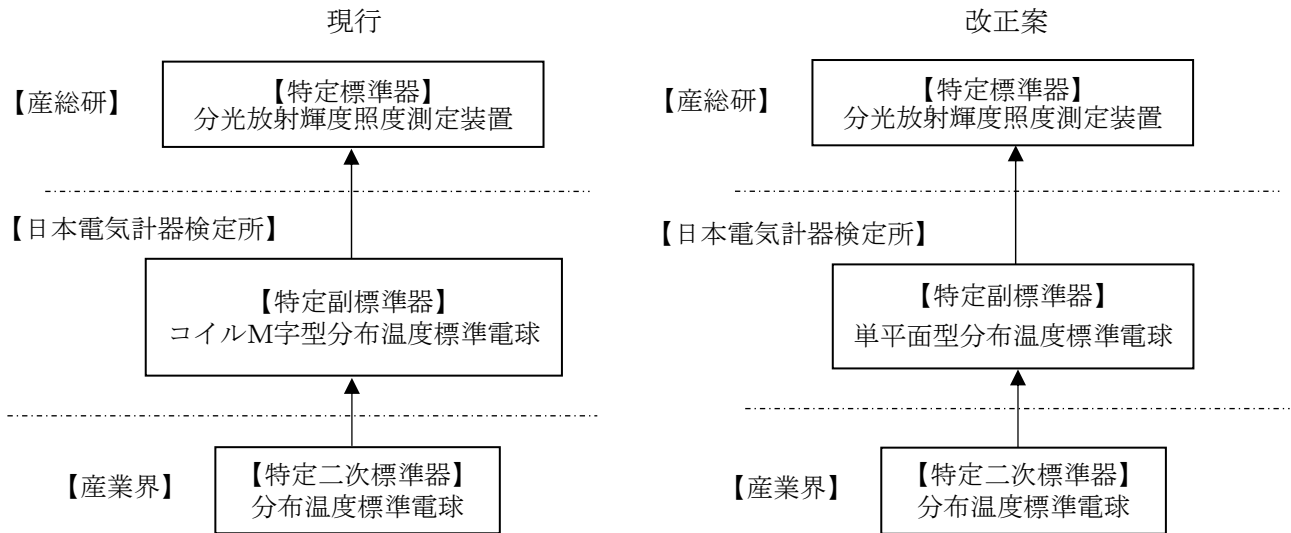 現行
【産総研】
【特定標準器】
分光放射輝度照度測定装置
【日本電気計器検定所】
【特定副標準器】
コイルM字型分布温度標準電球
【産業界】
【特定二次標準器】
分布温度標準電球
改正案
【産総研】
【特定標準器】
分光放射輝度照度測定装置
【日本電気計器検定所】
【特定副標準器】
単平面型分布温度標準電球
【産業界】
【特定二次標準器】
分布温度標準電球